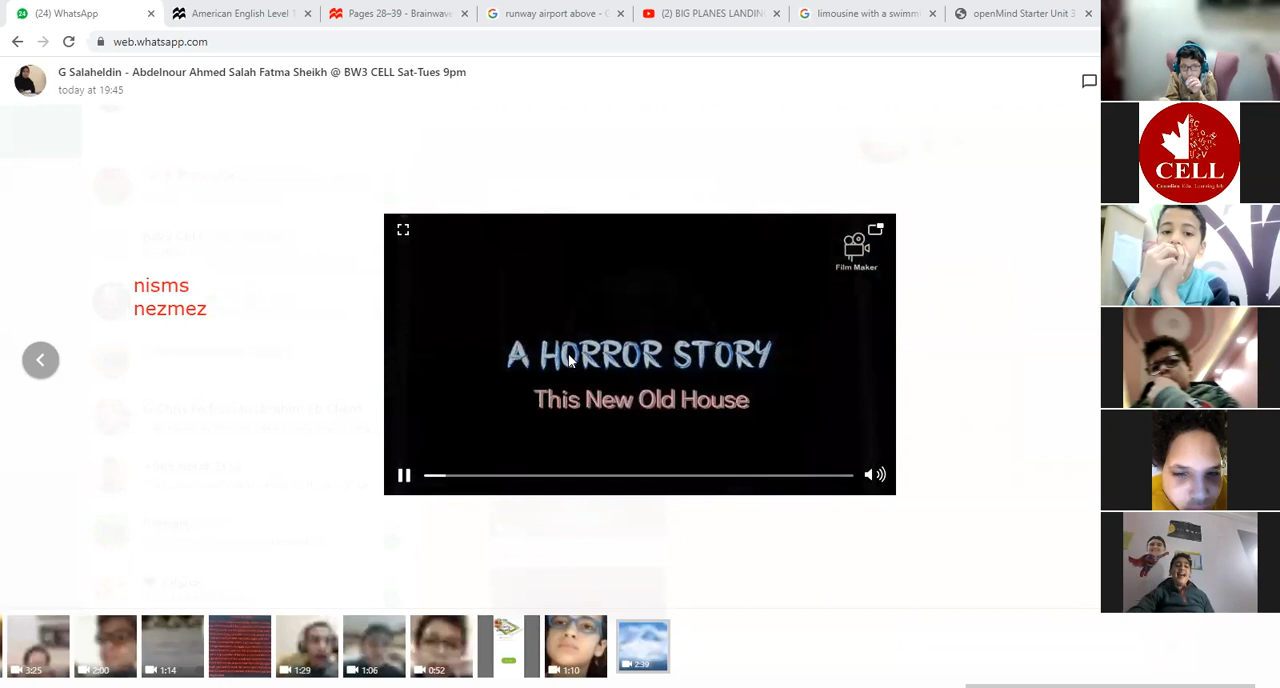 (24) WhatsApp
American English Level 1
Pages 28–39 - Brainwave
runway airport above - G
(2) BIG PLANES LANDIN
limousine with a swimm
openMind Starter Unit 3
web.whatsapp.com
G Salaheldin - Abdelnour Ahmed Salah Fatma Sheikh @ BW3 CELL Sat-Tues 9pm
today at 19:45
CELL
Film Maker
nisms
nezmez
A HORROR STORY
This New Old House
3:25
2:00
1:14
1:29
1:06
0:52
1:10
2:39